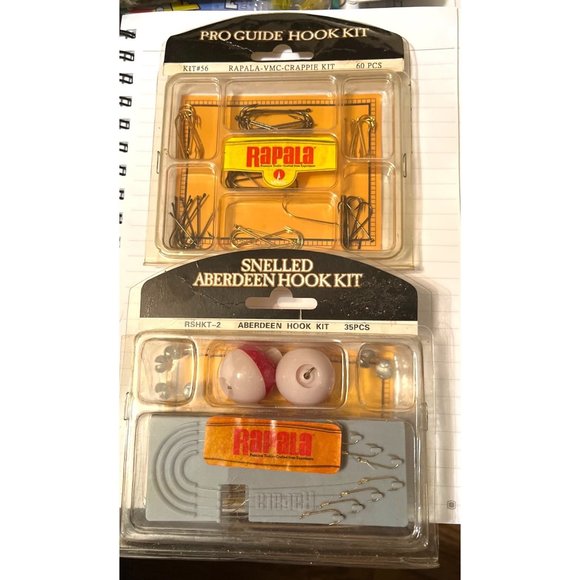 PRO GUIDE HOOK KIT
KIT#56 RAPALA-VMC-CRAPPIE KIT 60 PCS
RAPALA
SNELLED
ABERDEEN HOOK KIT
RSHKT-2 ABERDEEN HOOK KIT 35PCS
RAPALA